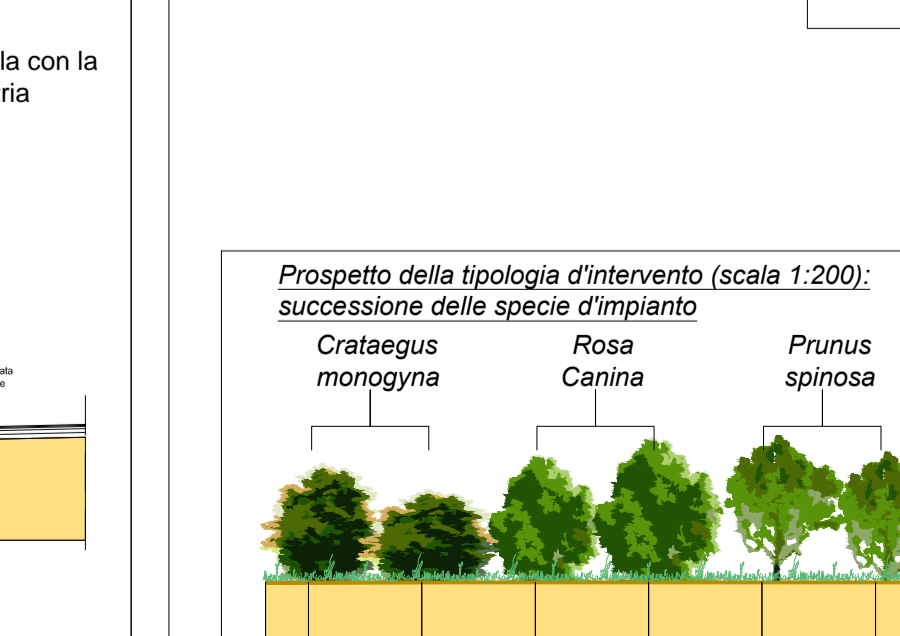 la con la
ria
ata
e
Prospetto della tipologia d'intervento (scala 1:200):
successione delle specie d'impianto
Crataegus
monogyna
Rosa
Canina
Prunus
spinosa